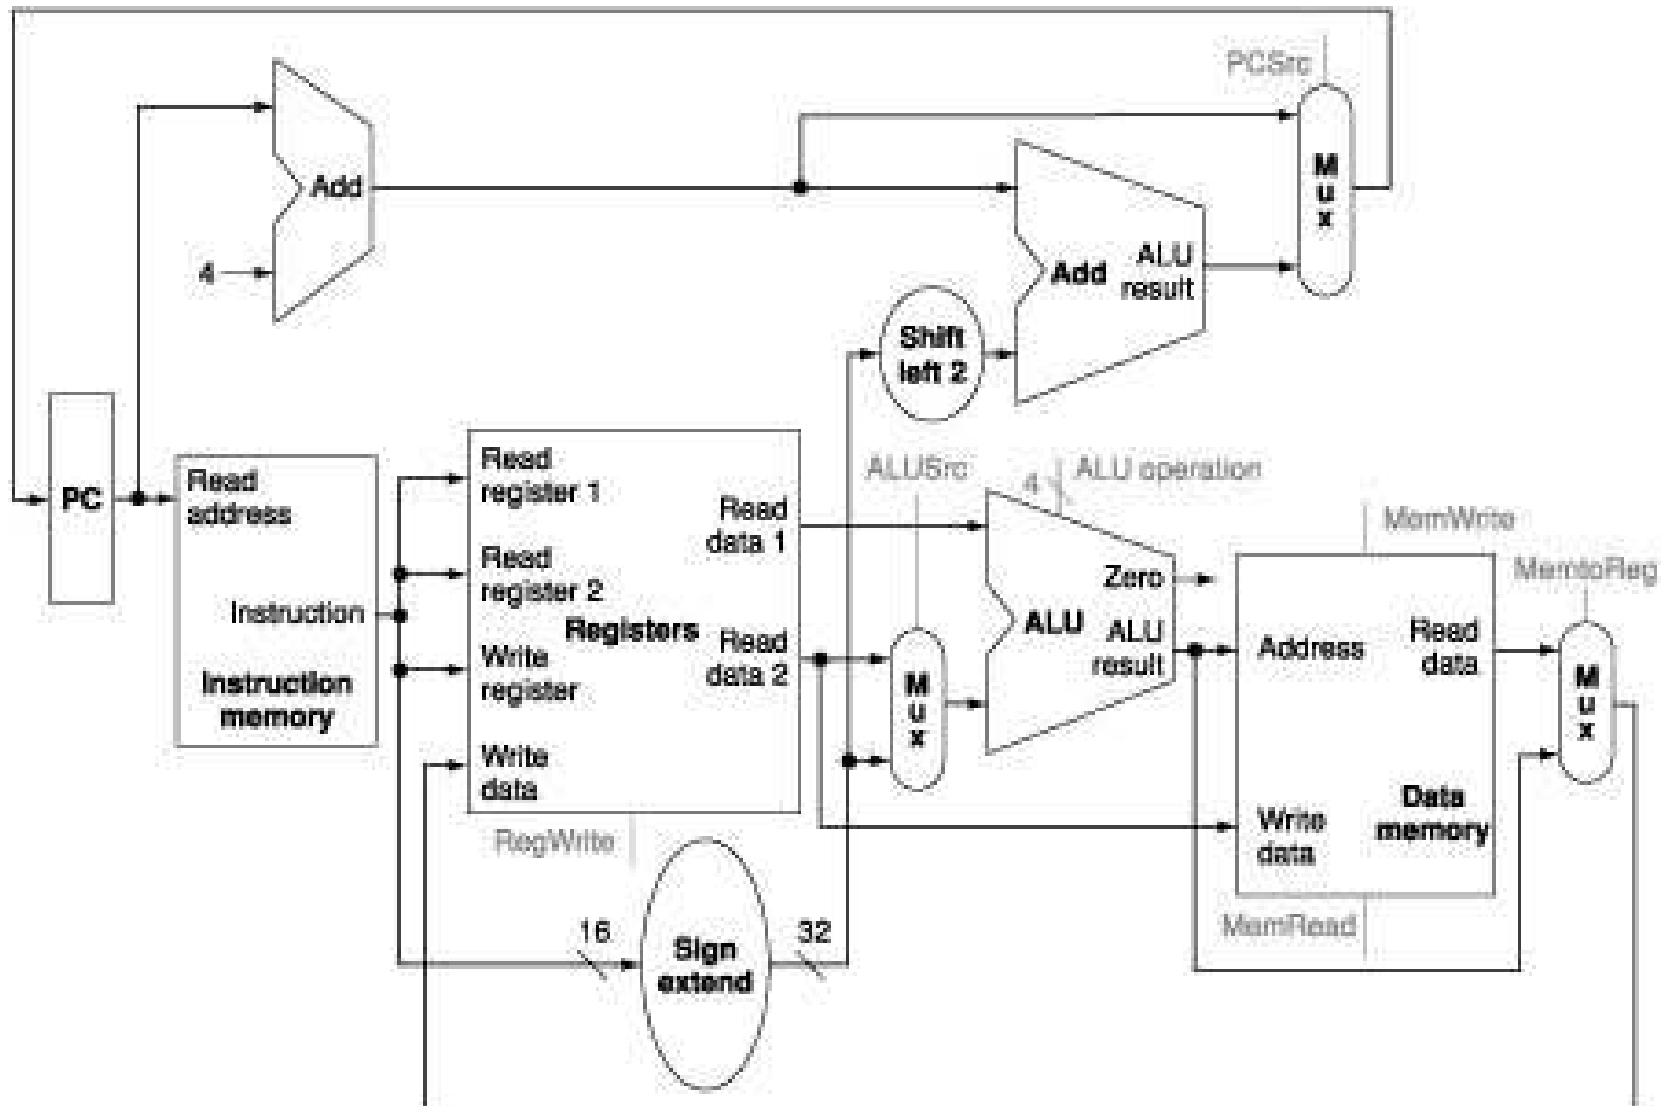 PCSrc
Add
4
M
u
x
Add
ALU
result
Shift
left 2
PC
Read
address
Instruction
Instruction
memory
Read
register 1
Read
register 2
Write
register
Write
data
Registers
Read
data 1
Read
data 2
RegWrite
16
Sign
extend
32
ALUSrc
M
u
x
4
ALU operation
Zero
ALU
ALU
result
MemWrite
Address
Read
data
Write
data
Data
memory
MemRead
MemtoReg
M
u
x